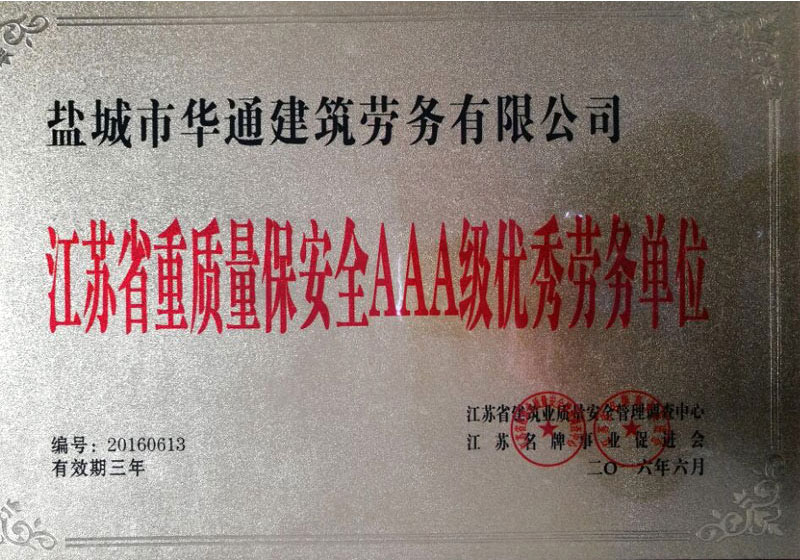 盐城市华通建筑劳务有限公司
江苏省重质量保安全AAA级优秀劳务单位
江苏省建筑业质量安全管理调查中心
江苏名牌事业促进会
二〇一六年六月
编号：20160613
有效期三年